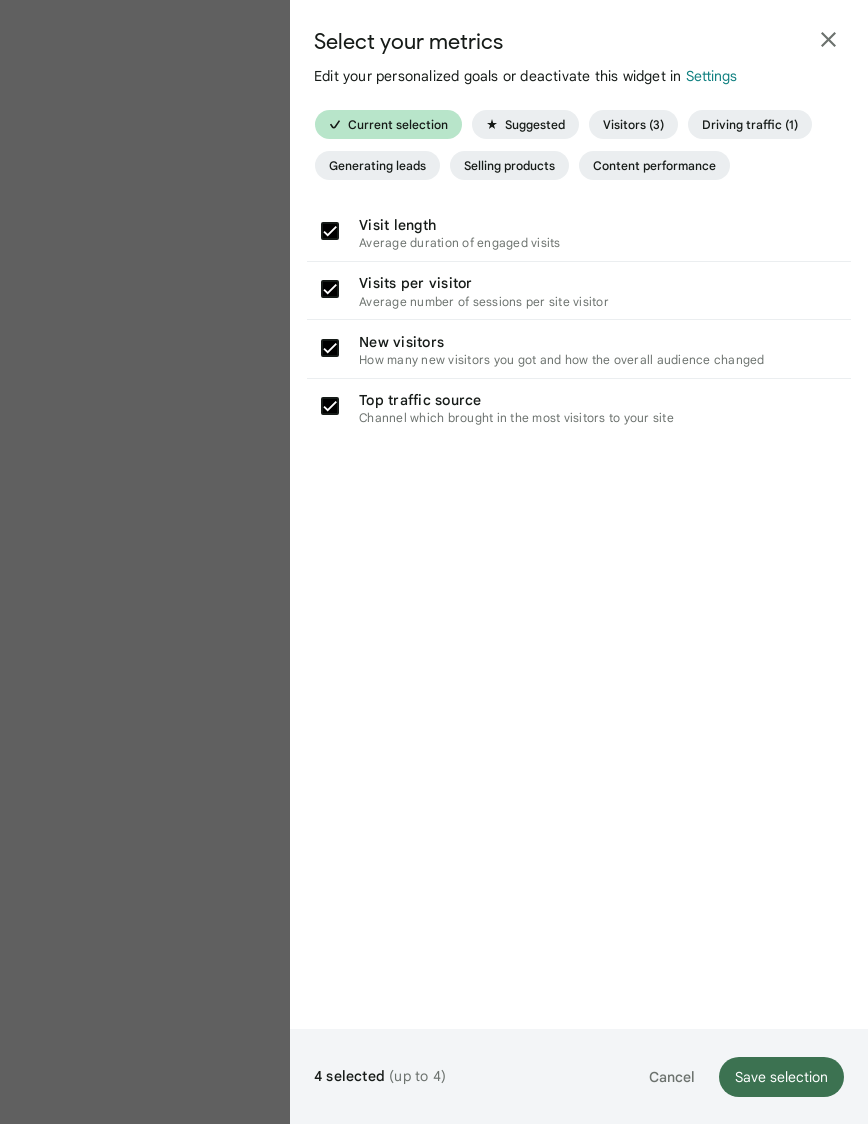 Select your metrics
Edit your personalized goals or deactivate this widget in Settings
Current selection
Suggested
Visitors (3)
Driving traffic (1)
Generating leads
Selling products
Content performance
Visit length
Average duration of engaged visits
Visits per visitor
Average number of sessions per site visitor
New visitors
How many new visitors you got and how the overall audience changed
Top traffic source
Channel which brought in the most visitors to your site
4 selected (up to 4)
Cancel
Save selection